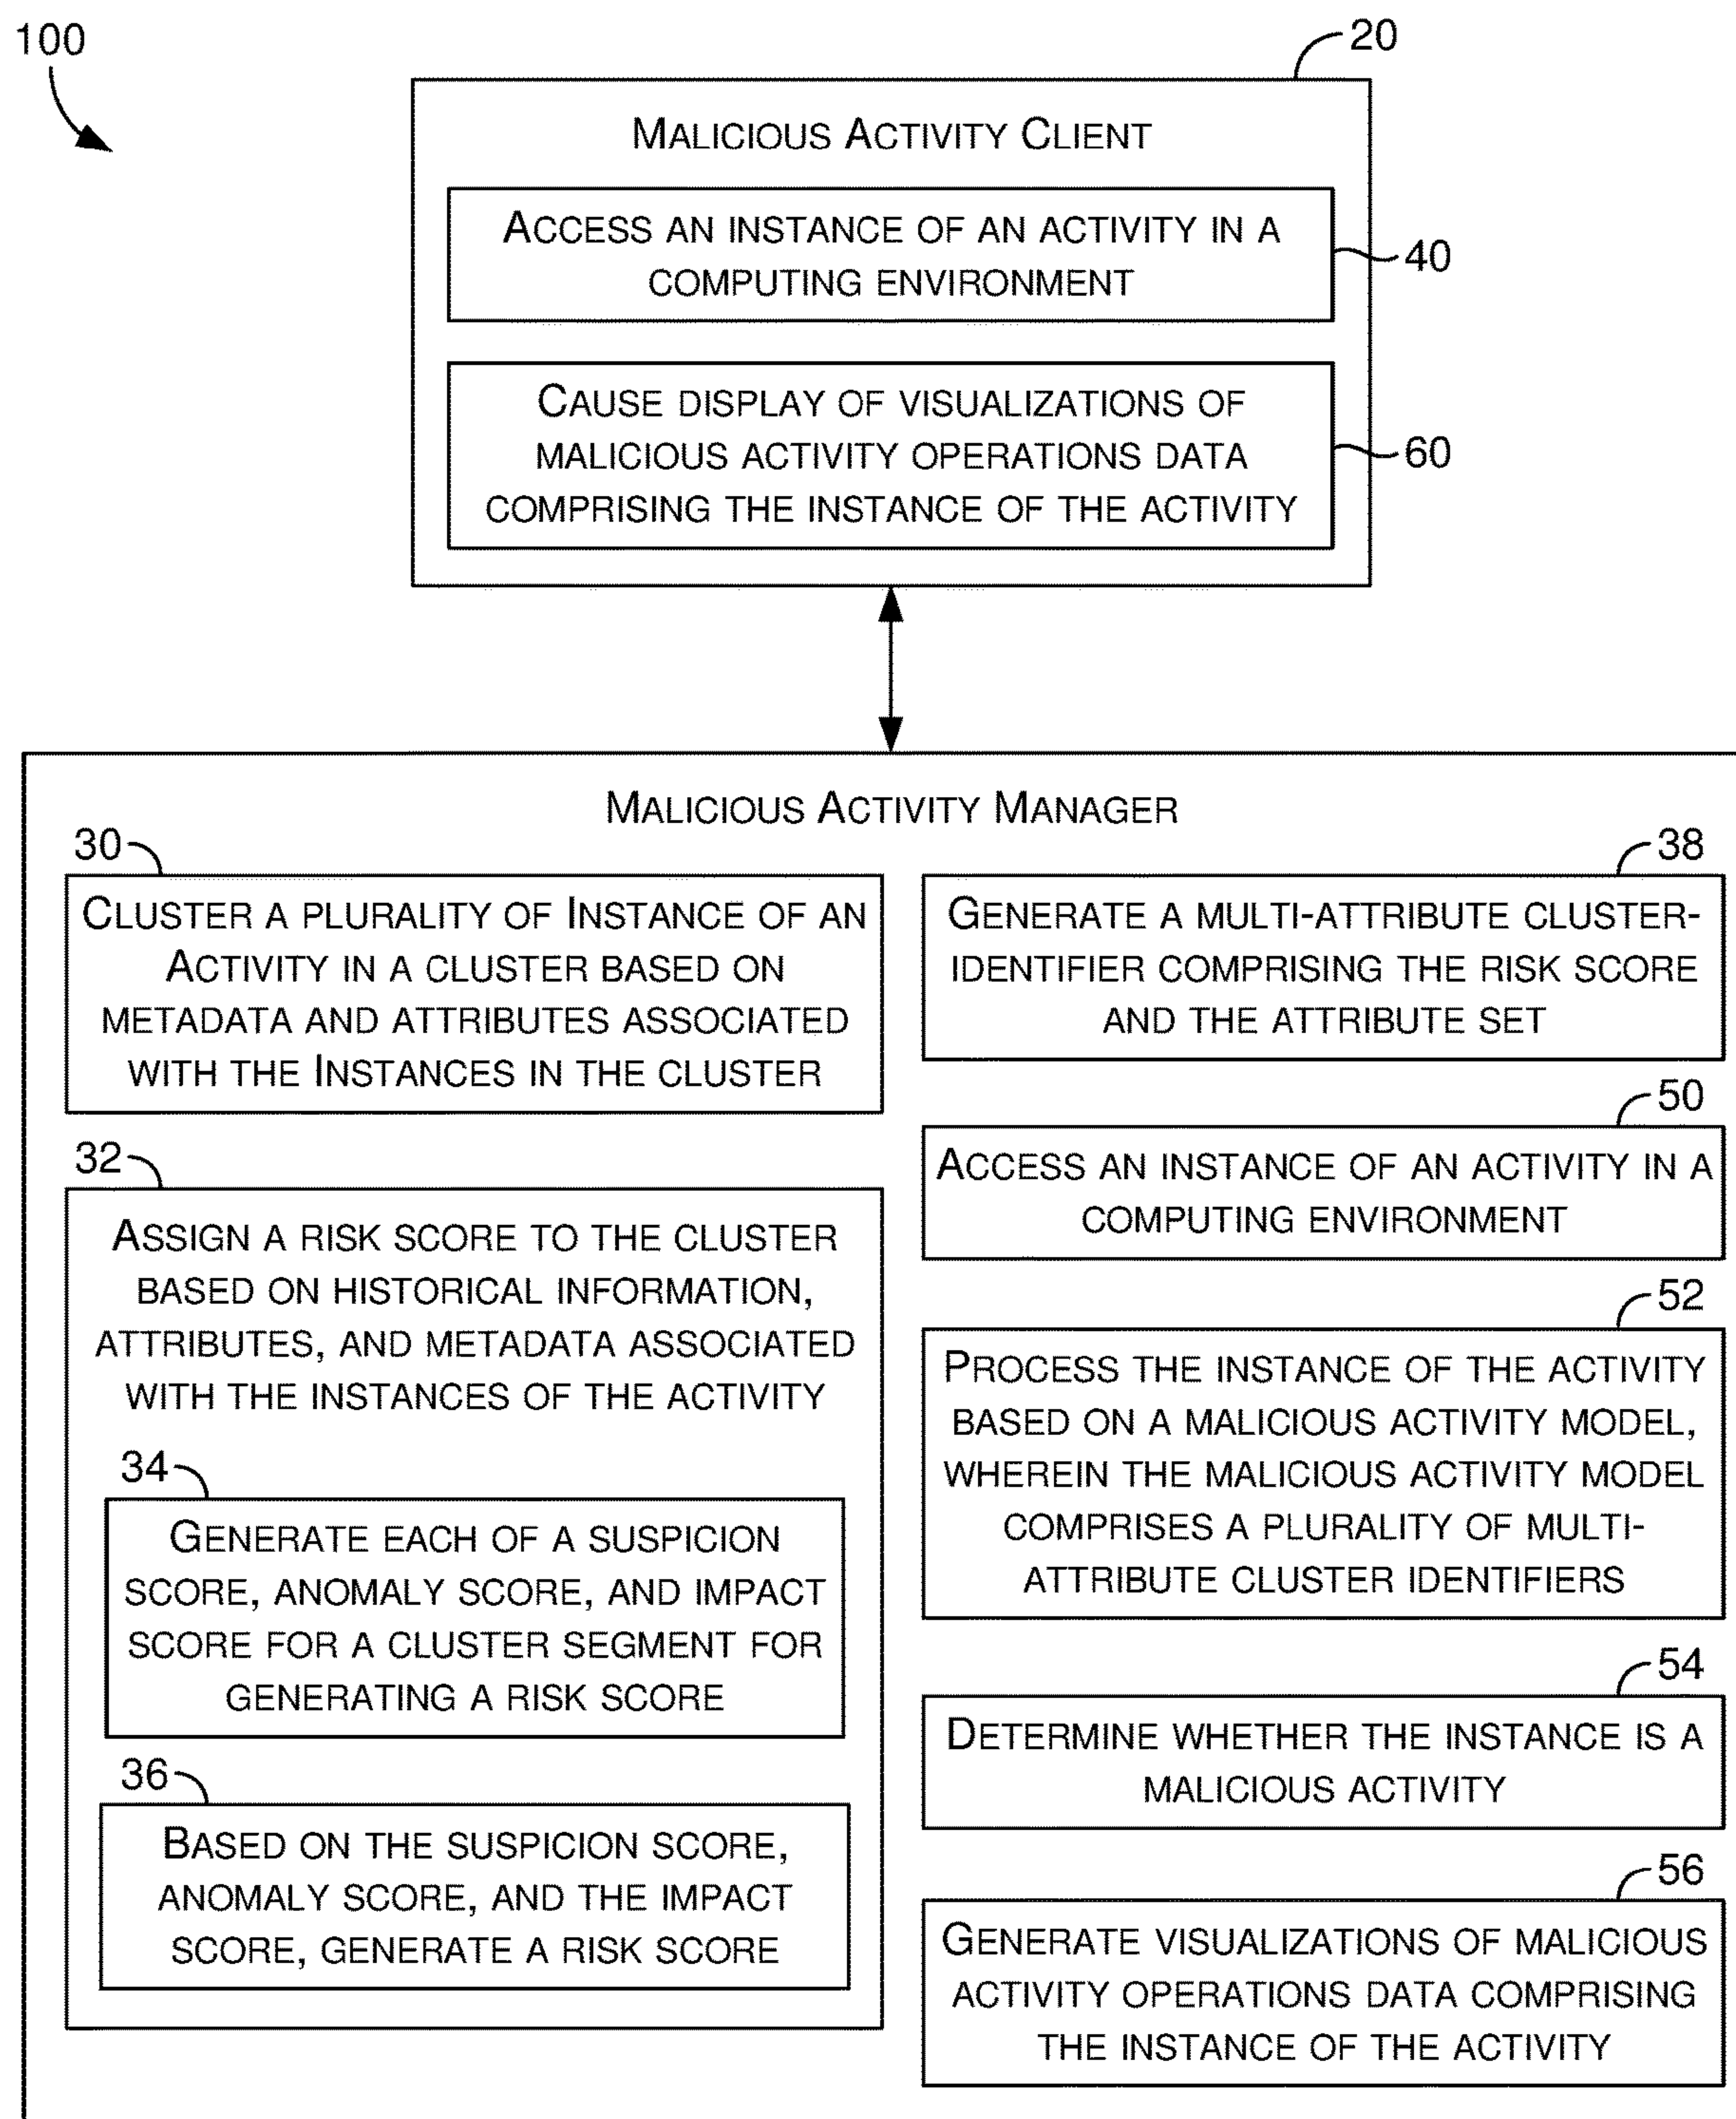 100
20
MALICIOUS ACTIVITY CLIENT
ACCESS AN INSTANCE OF AN ACTIVITY IN A
COMPUTING ENVIRONMENT
40
CAUSE DISPLAY OF VISUALIZATIONS OF
MALICIOUS ACTIVITY OPERATIONS DATA
COMPRISING THE INSTANCE OF THE ACTIVITY
60
MALICIOUS ACTIVITY MANAGER
30
CLUSTER A PLURALITY OF INSTANCE OF AN
ACTIVITY IN A CLUSTER BASED ON
METADATA AND ATTRIBUTES ASSOCIATED
WITH THE INSTANCES IN THE CLUSTER
32
ASSIGN A RISK SCORE TO THE CLUSTER
BASED ON HISTORICAL INFORMATION,
ATTRIBUTES, AND METADATA ASSOCIATED
WITH THE INSTANCES OF THE ACTIVITY
34
GENERATE EACH OF A SUSPICION
SCORE, ANOMALY SCORE, AND IMPACT
SCORE FOR A CLUSTER SEGMENT FOR
GENERATING A RISK SCORE
36
BASED ON THE SUSPICION SCORE,
ANOMALY SCORE, AND THE IMPACT
SCORE, GENERATE A RISK SCORE
38
GENERATE A MULTI-ATTRIBUTE CLUSTER-
IDENTIFIER COMPRISING THE RISK SCORE
AND THE ATTRIBUTE SET
50
ACCESS AN INSTANCE OF AN ACTIVITY IN A
COMPUTING ENVIRONMENT
52
PROCESS THE INSTANCE OF THE ACTIVITY
BASED ON A MALICIOUS ACTIVITY MODEL,
WHEREIN THE MALICIOUS ACTIVITY MODEL
COMPRISES A PLURALITY OF MULTI-
ATTRIBUTE CLUSTER IDENTIFIERS
54
DETERMINE WHETHER THE INSTANCE IS A
MALICIOUS ACTIVITY
56
GENERATE VISUALIZATIONS OF MALICIOUS
ACTIVITY OPERATIONS DATA COMPRISING
THE INSTANCE OF THE ACTIVITY